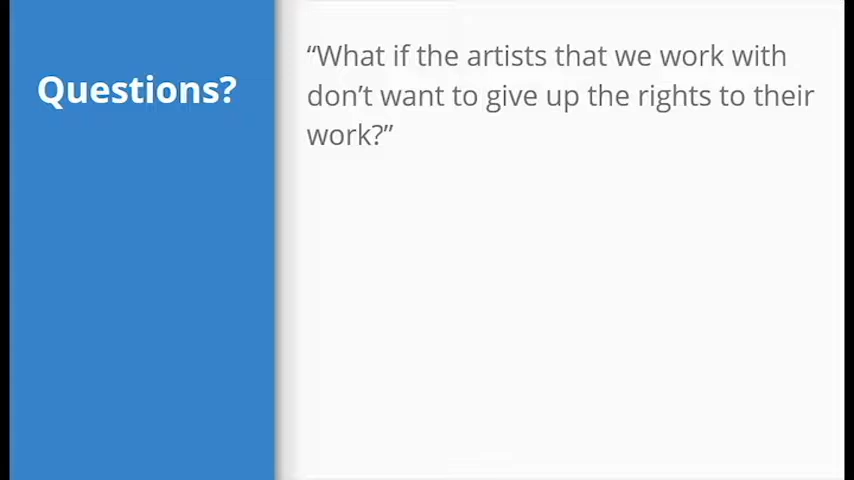 Questions?
“What if the artists that we work with
don’t want to give up the rights to their
work?”